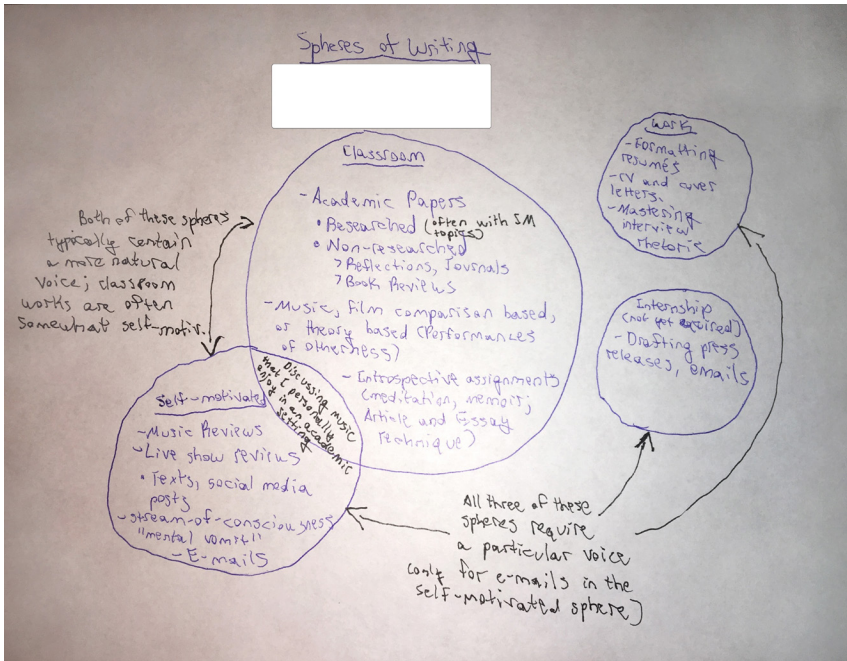 Spheres of Writing
Classroom
- Academic Papers
• Researched (often with SM
topics)
• Non-researched
> Reflections, Journals
> Book Reviews
- Music, film comparison based,
or theory based (Performances
of Otherness)
- Introspective assignments
(meditation, memoir;
Article and Essay
Technique)
Work
- Formatting
resumés
- CV and cover
letters.
- Mastering
interview
rhetoric
Internship
(not yet acquired)
- Drafting press
releases, emails
Both of these spheres
typically contain
a more natural
voice; classroom
works are often
somewhat self-motiv.
Discussing music
that I personally
enjoy in an academic
setting
Self-motivated
- Music Reviews
- Live show reviews
• Texts, social media
posts
- stream-of-consciousness
"mental vomit"
- E-mails
All three of these
spheres require
a particular voice
(only for e-mails in the
self-motivated sphere)